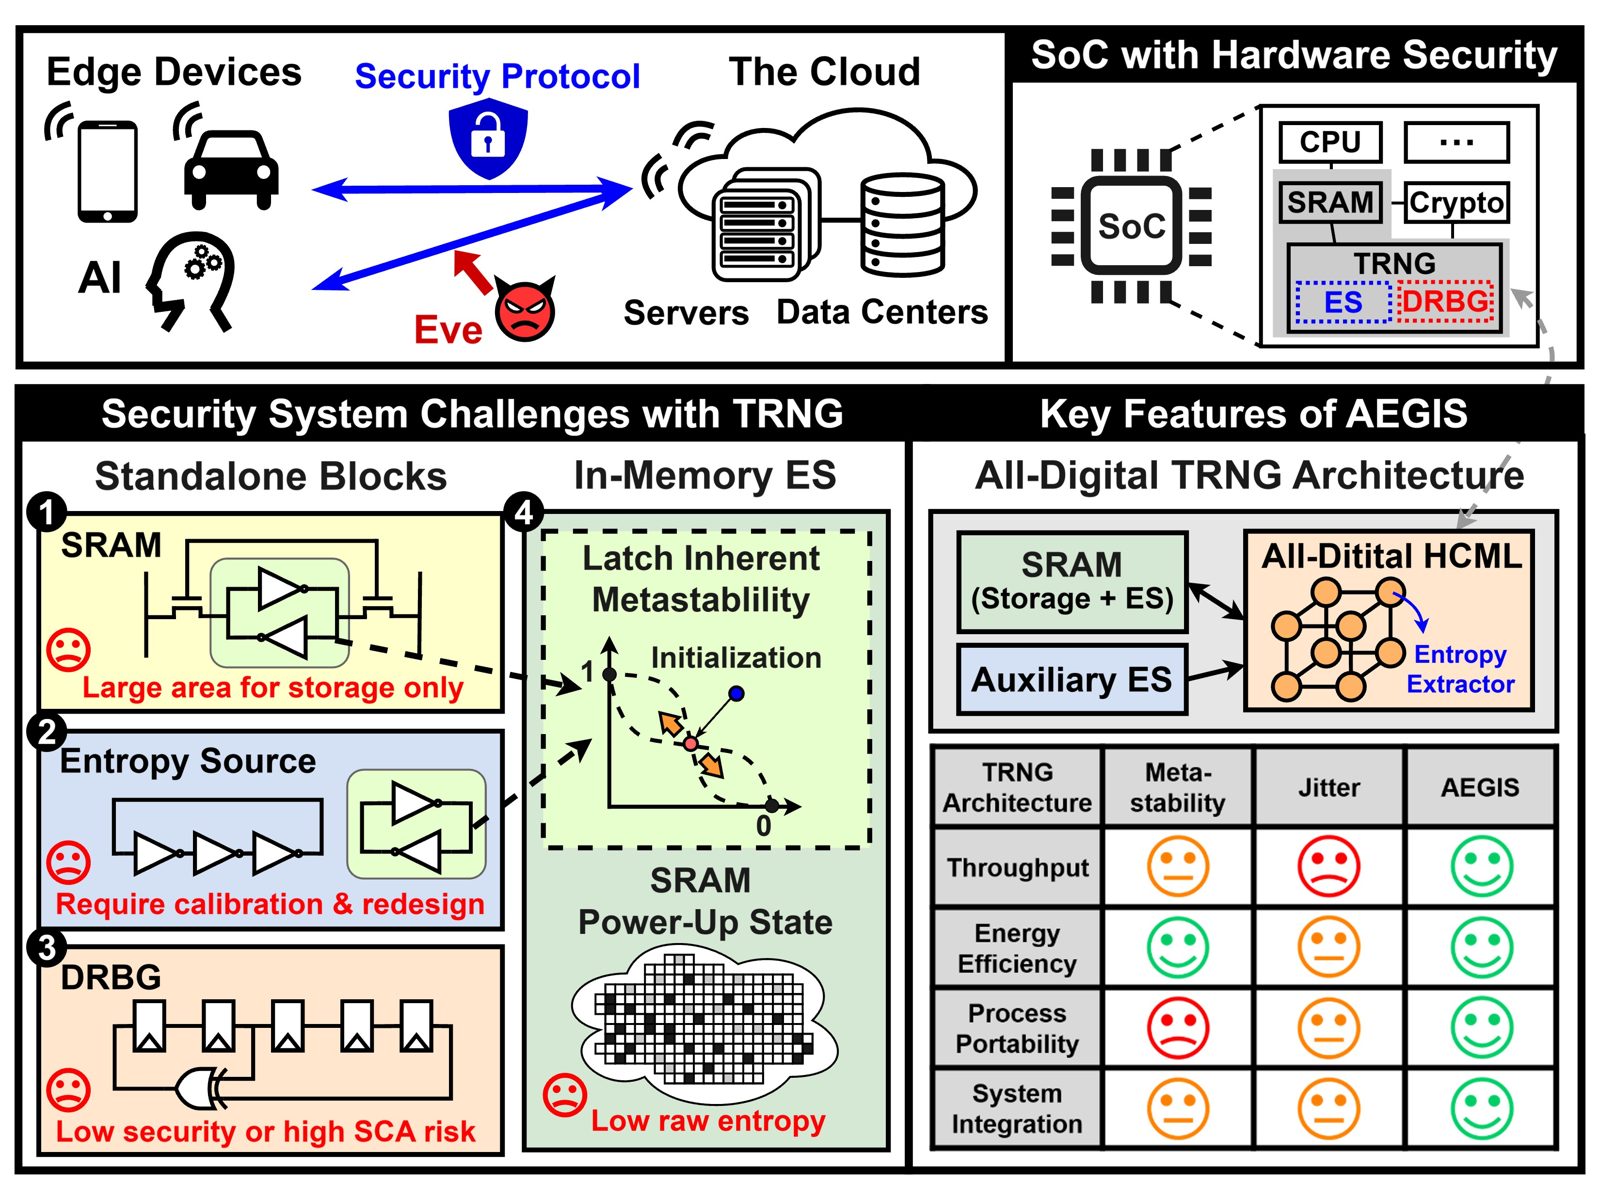 Edge Devices
Security Protocol
The Cloud
AI
Eve
Servers
Data Centers
SoC with Hardware Security
SoC
CPU
...
SRAM
Crypto
TRNG
ES
DRBG
Security System Challenges with TRNG
Standalone Blocks
1
SRAM
Large area for storage only
2
Entropy Source
Require calibration & redesign
3
DRBG
Low security or high SCA risk
In-Memory ES
4
Latch Inherent
Metastablility
Initialization
1
0
SRAM
Power-Up State
Low raw entropy
Key Features of AEGIS
All-Digital TRNG Architecture
SRAM
(Storage + ES)
Auxiliary ES
All-Ditital HCML
Entropy
Extractor
TRNG
Architecture
Meta-
stability
Jitter
AEGIS
Throughput
Energy
Efficiency
Process
Portability
System
Integration